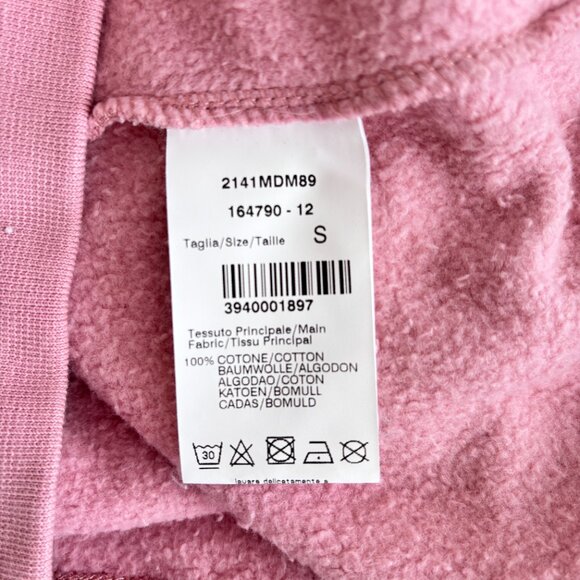 2141MDM89
164790 - 12
Taglia/Size/Taille S
3940001897
Tessuto Principale/Main
Fabric/Tissu Principal
100% COTONE/COTTON
BAUMWOLLE/ALGODON
ALGODAO/COTON
KATOEN/BOMULL
CADAS/BOMULD
30
lavare delicatamente a